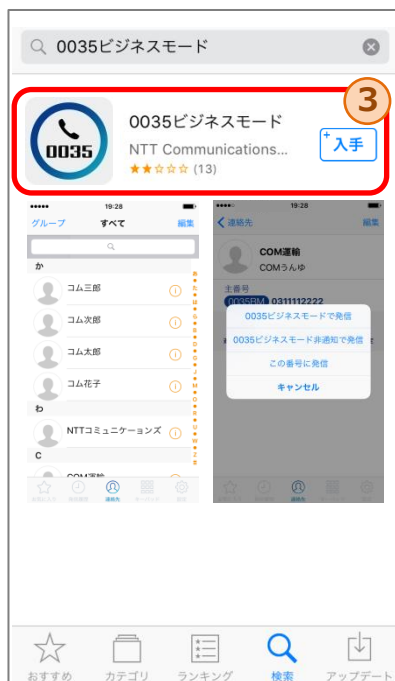 0035ビジネスモード
3
0035
0035ビジネスモード
NTT Communications...
(13)
入手
19:28
グループ
すべて
編集
か
コム三郎
コム次郎
コム太郎
コム花子
わ
NTTコミュニケーションズ
C
COM運輸
連絡先
19:28
連絡先
編集
COM運輸
COMうんゆ
主番号
0035BM 0311112222
0035ビジネスモードで発信
0035ビジネスモード非通知で発信
この番号に発信
キャンセル
おすすめ
カテゴリ
ランキング
検索
アップデート